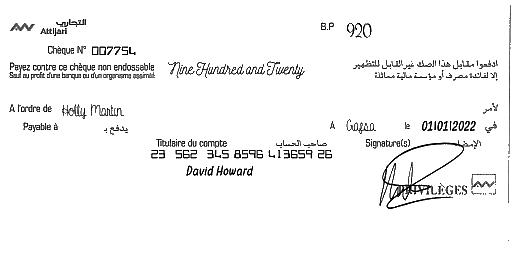 التجاري
Attijari
B.P 920
Chèque N° 007754
Payez contre ce chèque non endossable
Sauf au profit d'une banque ou d'un organisme assimilé
Nine Hundred and Twenty
ادفعوا مقابل هذا الصك غير القابل للتظهير
إلا لفائدة مصرف أو مؤسسة مالية مماثلة
A l'ordre de Holly Martin لأمر
Payable à يدفع بـ A Gafsa le 01/01/2022 في
Titulaire du compte صاحب الحساب Signature(s) الإمضاء
23 562 345 8596 413659 26
David Howard
PRIVILÈGES